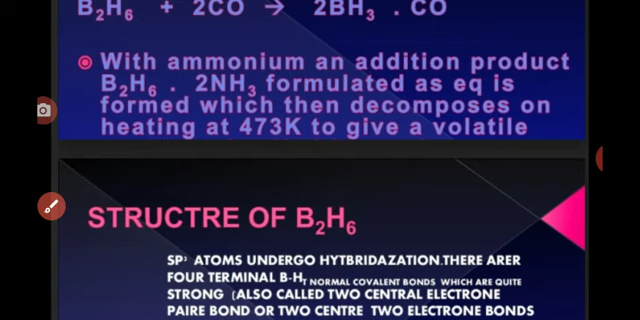 B₂H₆ + 2CO → 2BH₃ . CO
With ammonium an addition product
B₂H₆ . 2NH₃ formulated as eq is
formed which then decomposes on
heating at 473K to give a volatile
STRUCTRE OF B₂H₆
SP³ ATOMS UNDERGO HYTBRIDAZATION.THERE ARER
FOUR TERMINAL B-H_T NORMAL COVALENT BONDS WHICH ARE QUITE
STRONG (ALSO CALLED TWO CENTRAL ELECTRONE
PAIRE BOND OR TWO CENTRE TWO ELECTRONE BONDS